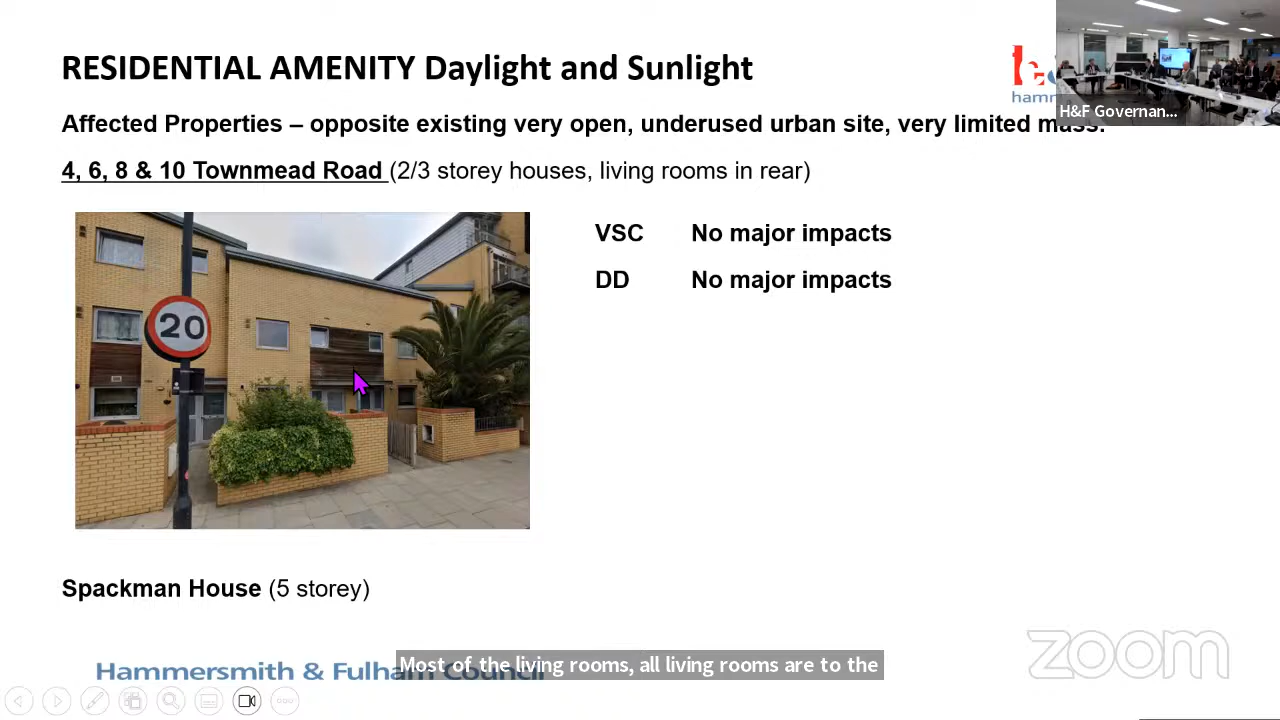 RESIDENTIAL AMENITY Daylight and Sunlight
hamm
H&F Governan...
Affected Properties – opposite existing very open, underused urban site, very limited mass.
4, 6, 8 & 10 Townmead Road (2/3 storey houses, living rooms in rear)
VSC No major impacts
DD No major impacts
20
Spackman House (5 storey)
Most of the living rooms, all living rooms are to the
Hammersmith & Fulham Council
zoom